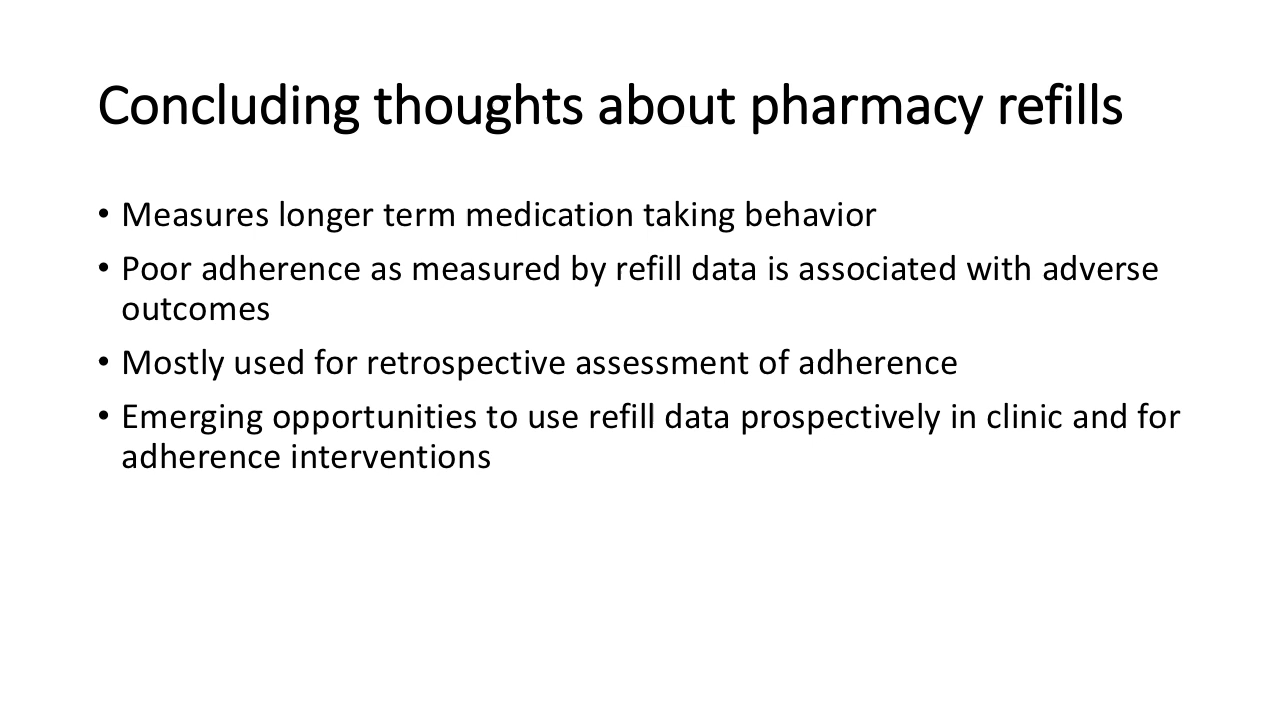 Concluding thoughts about pharmacy refills
• Measures longer term medication taking behavior
• Poor adherence as measured by refill data is associated with adverse
outcomes
• Mostly used for retrospective assessment of adherence
• Emerging opportunities to use refill data prospectively in clinic and for
adherence interventions